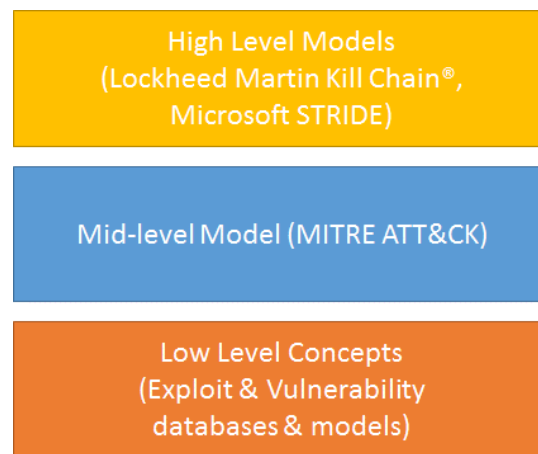 High Level Models
(Lockheed Martin Kill Chain®,
Microsoft STRIDE)
Mid-level Model (MITRE ATT&CK)
Low Level Concepts
(Exploit & Vulnerability
databases & models)